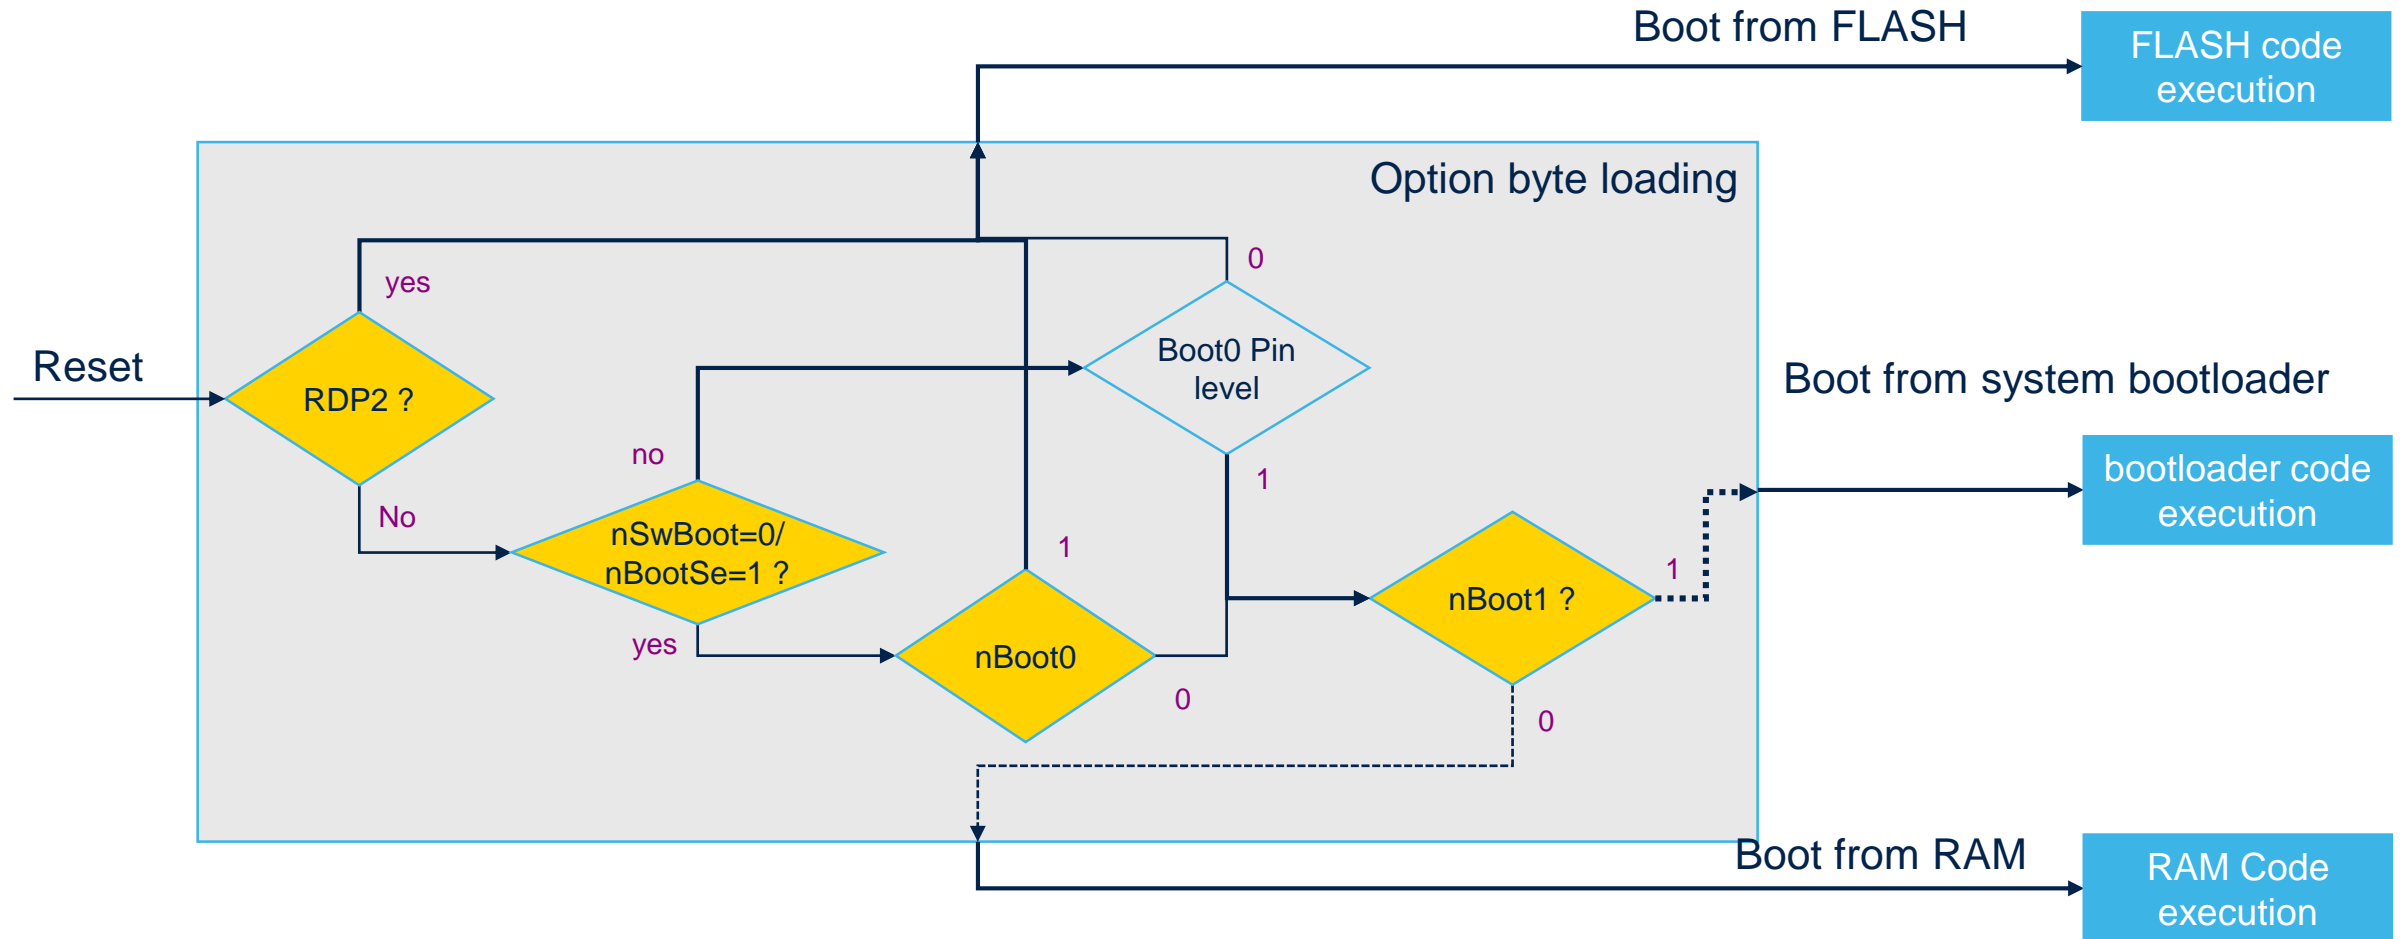 Boot from FLASH
FLASH code
execution
Option byte loading
yes
0
Reset
RDP2 ?
Boot0 Pin
level
Boot from system bootloader
no
1
bootloader code
execution
No
nSwBoot=0/
nBootSe=1 ?
1
1
nBoot1 ?
yes
nBoot0
0
0
Boot from RAM
RAM Code
execution